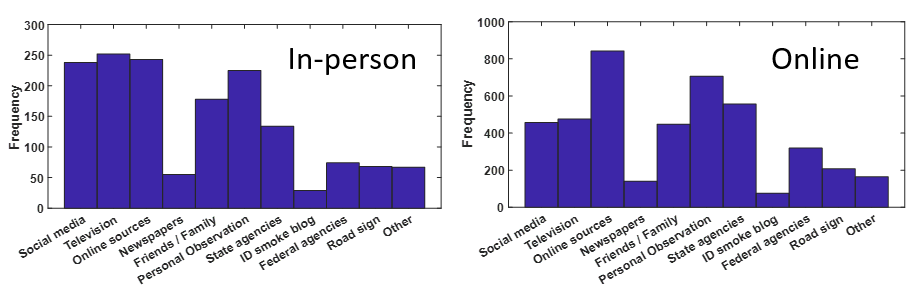 In-person
Frequency
300
250
200
150
100
50
0
Social media
Television
Online sources
Newspapers
Friends / Family
Personal Observation
State agencies
ID smoke blog
Federal agencies
Road sign
Other
Online
Frequency
1000
800
600
400
200
0
Social media
Television
Online sources
Newspapers
Friends / Family
Personal Observation
State agencies
ID smoke blog
Federal agencies
Road sign
Other